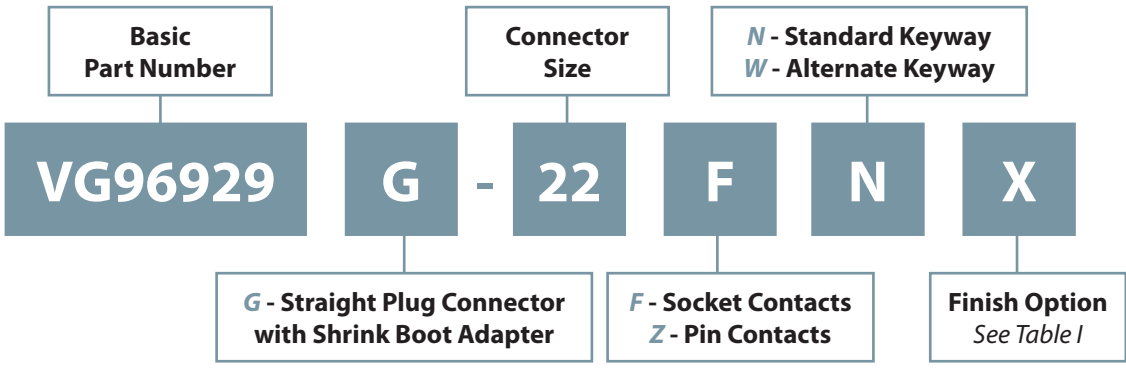 Basic
Part Number
Connector
Size
N - Standard Keyway
W - Alternate Keyway
VG96929 G - 22 F N X
G - Straight Plug Connector
with Shrink Boot Adapter
F - Socket Contacts
Z - Pin Contacts
Finish Option
See Table I